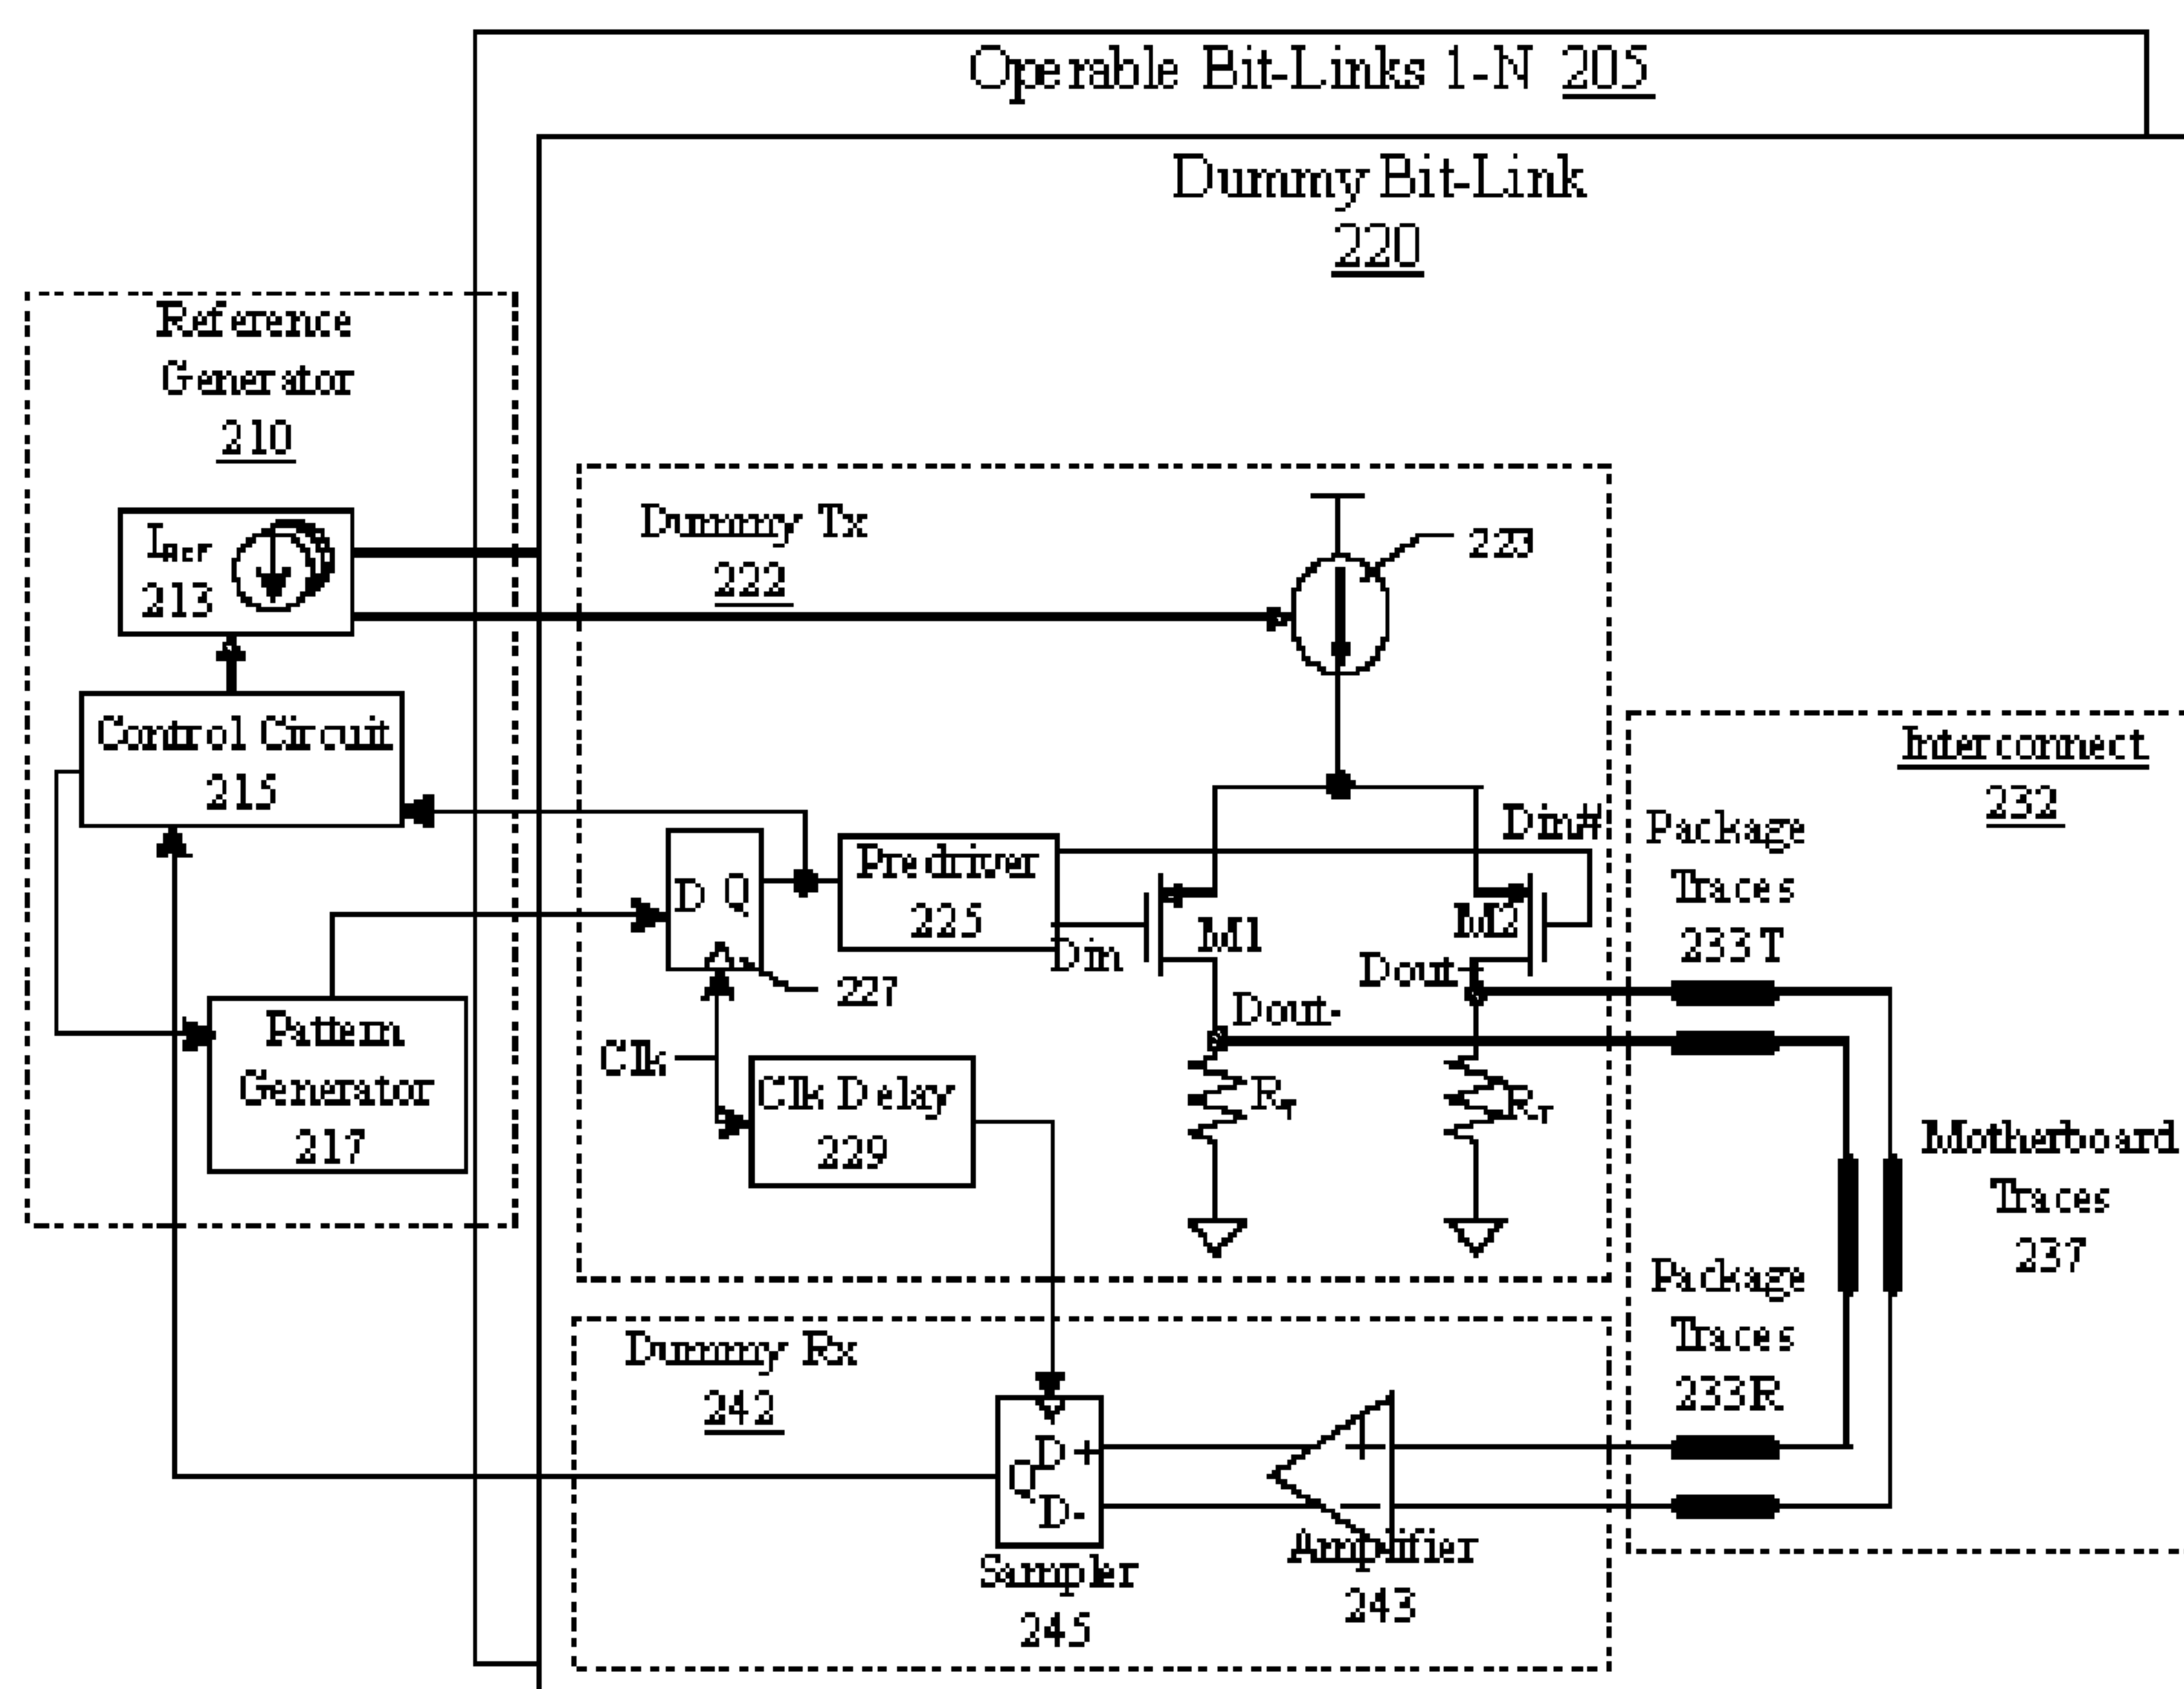 Operable Bit-Links 1-N 205
Dummy Bit-Link
220
Reference
Generator
210
IREF
213
Control Circuit
215
Pattern
Generator
217
Dummy Tx
222
223
D Q
227
Predriver
225
Din
Din#
M1
M2
Dout+
Dout-
Clk
Clk Delay
229
RT
RT
Interconnect
232
Package
Traces
233T
Motherboard
Traces
237
Package
Traces
233R
Dummy Rx
242
D+
Q
D-
Sampler
245
+
−
Amplifier
243